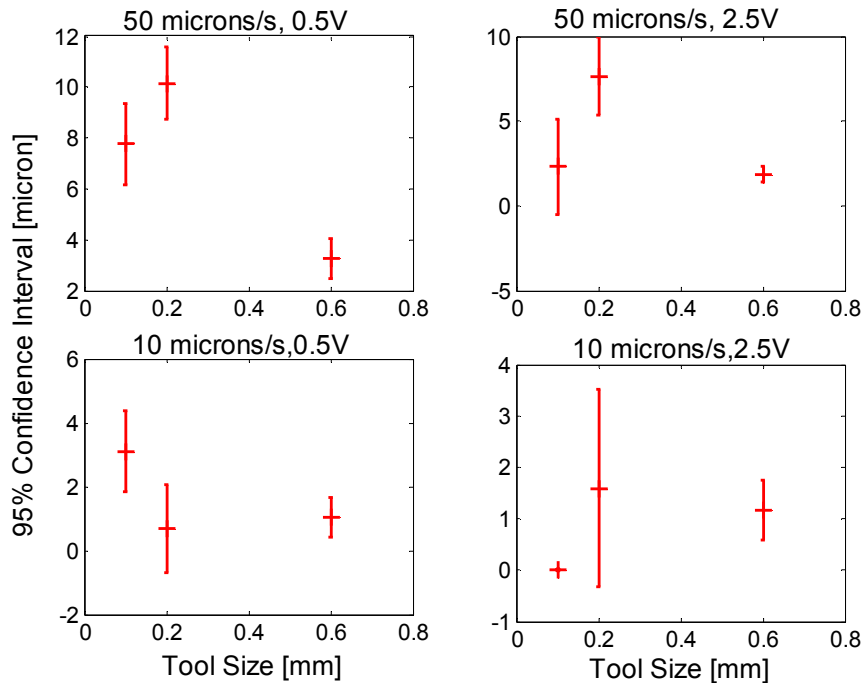 50 microns/s, 0.5V
12
10
8
6
4
2
0 0.2 0.4 0.6 0.8
50 microns/s, 2.5V
10
5
0
-5
0 0.2 0.4 0.6 0.8
95% Confidence Interval [micron]
10 microns/s,0.5V
6
4
2
0
-2
0 0.2 0.4 0.6 0.8
Tool Size [mm]
10 microns/s,2.5V
4
3
2
1
0
-1
0 0.2 0.4 0.6 0.8
Tool Size [mm]